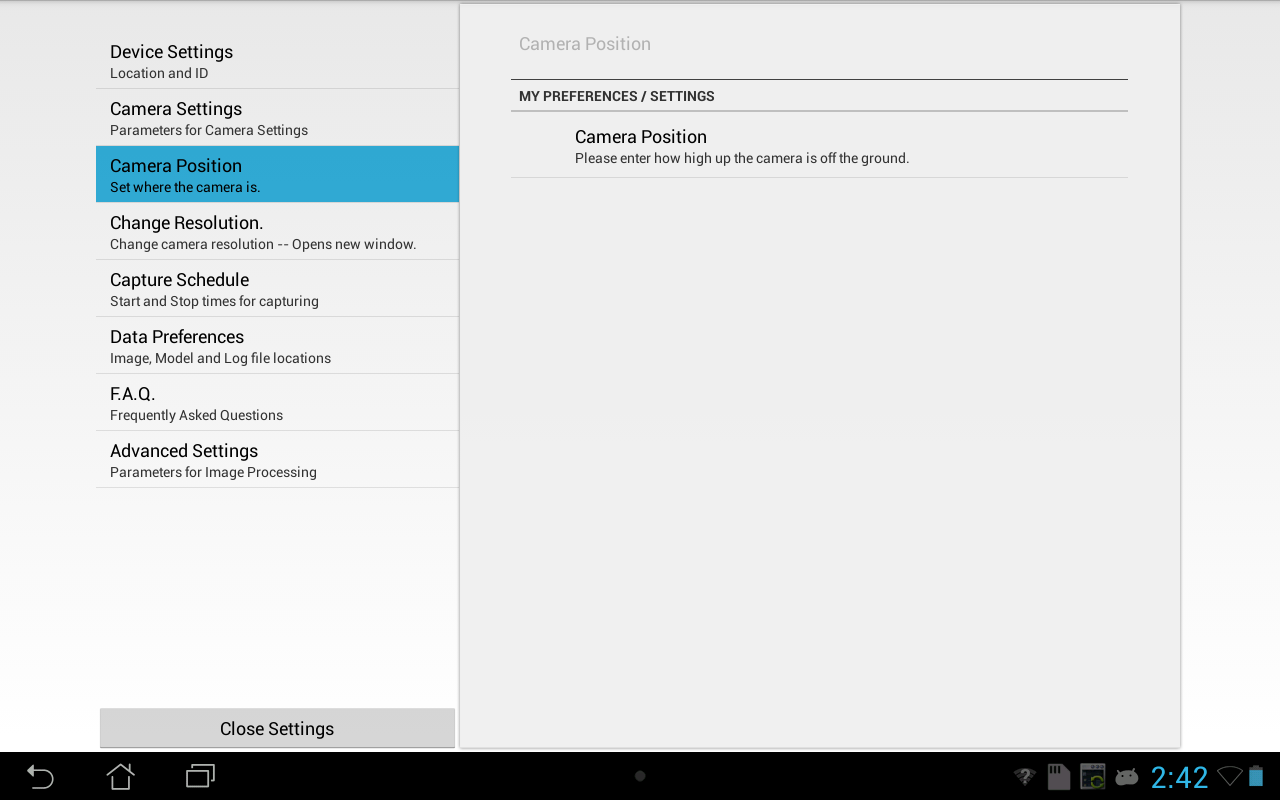 Device Settings
Location and ID
Camera Settings
Parameters for Camera Settings
Camera Position
Set where the camera is.
Change Resolution.
Change camera resolution -- Opens new window.
Capture Schedule
Start and Stop times for capturing
Data Preferences
Image, Model and Log file locations
F.A.Q.
Frequently Asked Questions
Advanced Settings
Parameters for Image Processing
Close Settings
Camera Position
MY PREFERENCES / SETTINGS
Camera Position
Please enter how high up the camera is off the ground.
2:42